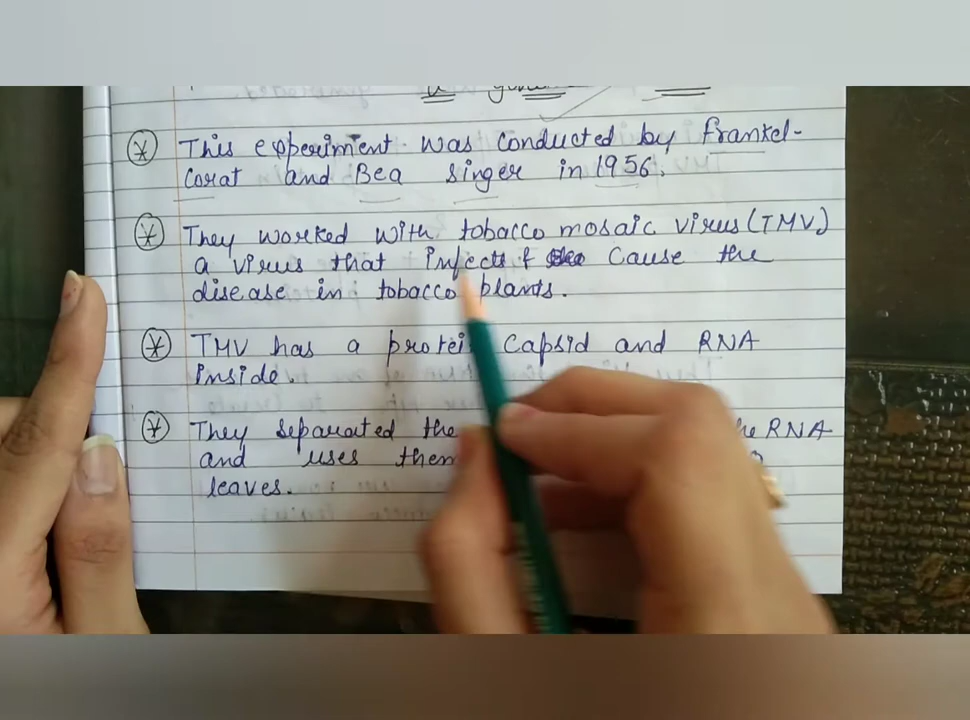 This experiment was conducted by frankel-
Corat and Bea singer in 1956.
They worked with tobacco mosaic virus (TMV)
a virus that infects & cause the
disease in tobacco plants.
TMV has a protein capsid and RNA
inside.
They separated the RNA
and uses them
leaves.